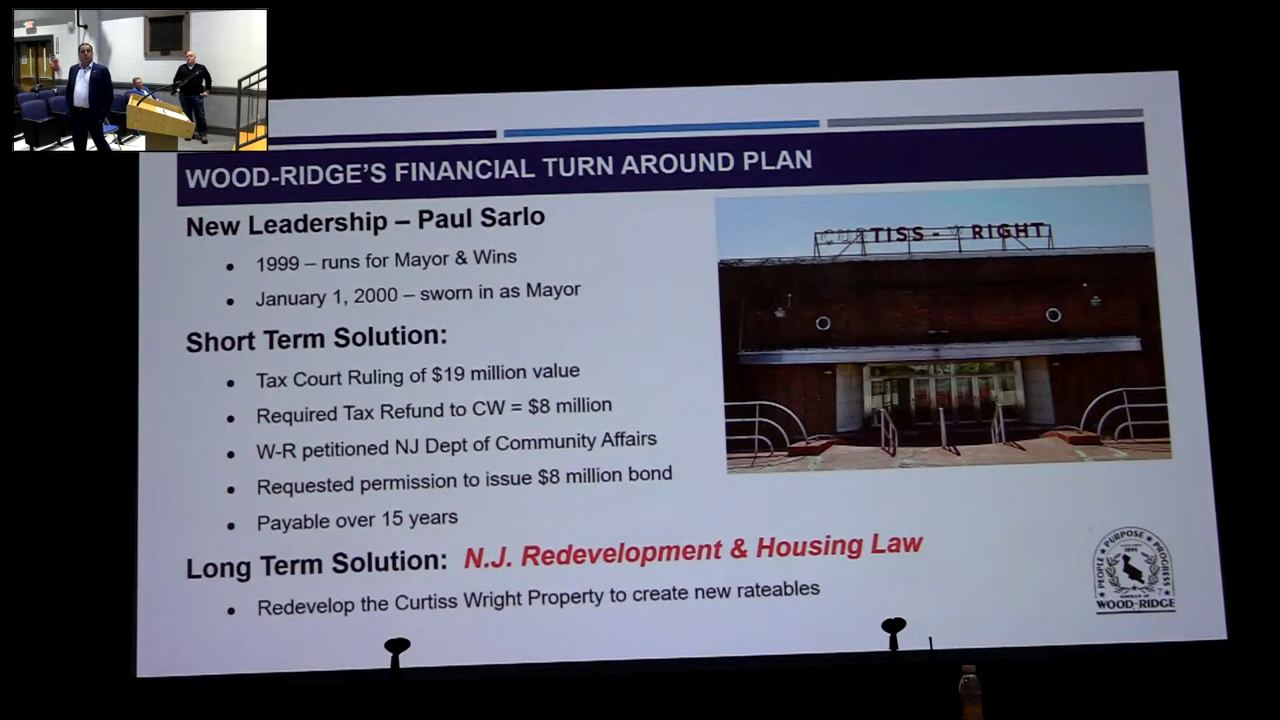 WOOD-RIDGE'S FINANCIAL TURN AROUND PLAN
New Leadership – Paul Sarlo
• 1999 – runs for Mayor & Wins
• January 1, 2000 – sworn in as Mayor
Short Term Solution:
• Tax Court Ruling of $19 million value
• Required Tax Refund to CW = $8 million
• W-R petitioned NJ Dept of Community Affairs
• Requested permission to issue $8 million bond
• Payable over 15 years
Long Term Solution: N.J. Redevelopment & Housing Law
• Redevelop the Curtiss Wright Property to create new rateables
CURTISS - WRIGHT
PEOPLE ★ PURPOSE ★ PROGRESS
1894
WOOD-RIDGE
7